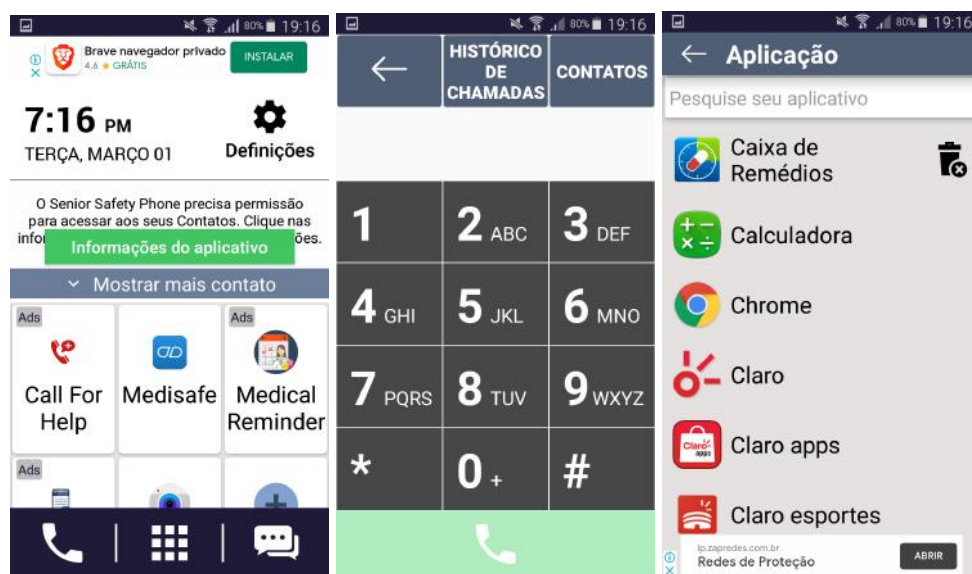 80% 19:16
Brave navegador privado
4.6 ★ GRÁTIS
INSTALAR
7:16 PM
TERÇA, MARÇO 01
Definições
O Senior Safety Phone precisa permissão
para acessar aos seus Contatos. Clique nas
infor
ões.
Informações do aplicativo
Mostrar mais contato
Ads
Ads
Call For
Help
Medisafe
Medical
Reminder
Ads
80% 19:16
HISTÓRICO
DE
CHAMADAS
CONTATOS
1
2 ABC
3 DEF
4 GHI
5 JKL
6 MNO
7 PQRS
8 TUV
9 WXYZ
*
0 +
#
80% 19:16
Aplicação
Pesquise seu aplicativo
Caixa de
Remédios
Calculadora
Chrome
Claro
Claro apps
Claro apps
Claro esportes
lp.zapredes.com.br
Redes de Proteção
ABRIR